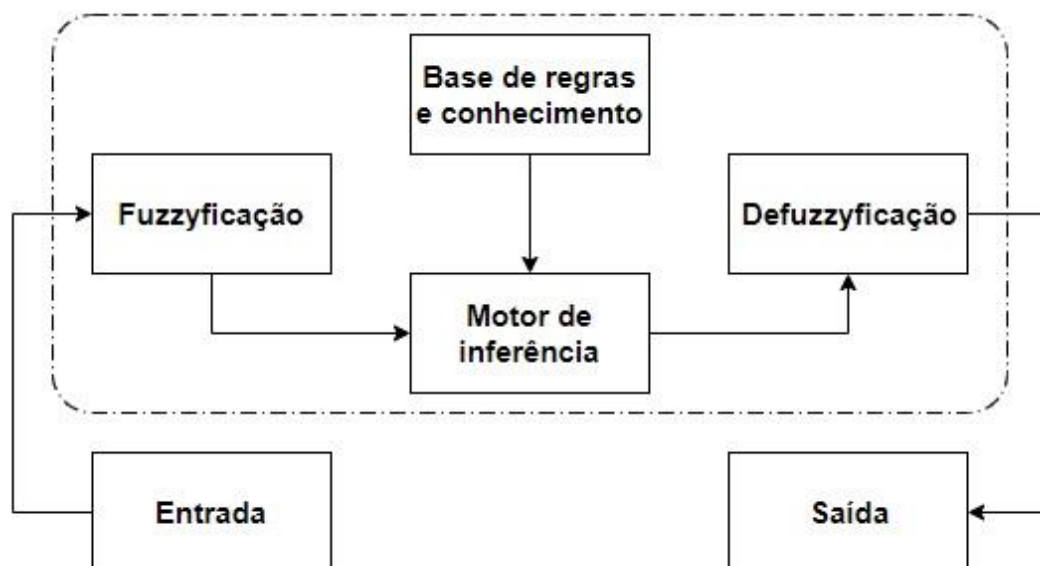 Base de regras
e conhecimento
Fuzzyficação
Defuzzyficação
Motor de
inferência
Entrada
Saída